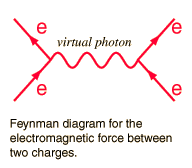 e e
virtual photon
e e
Feynman diagram for the
electromagnetic force between
two charges.